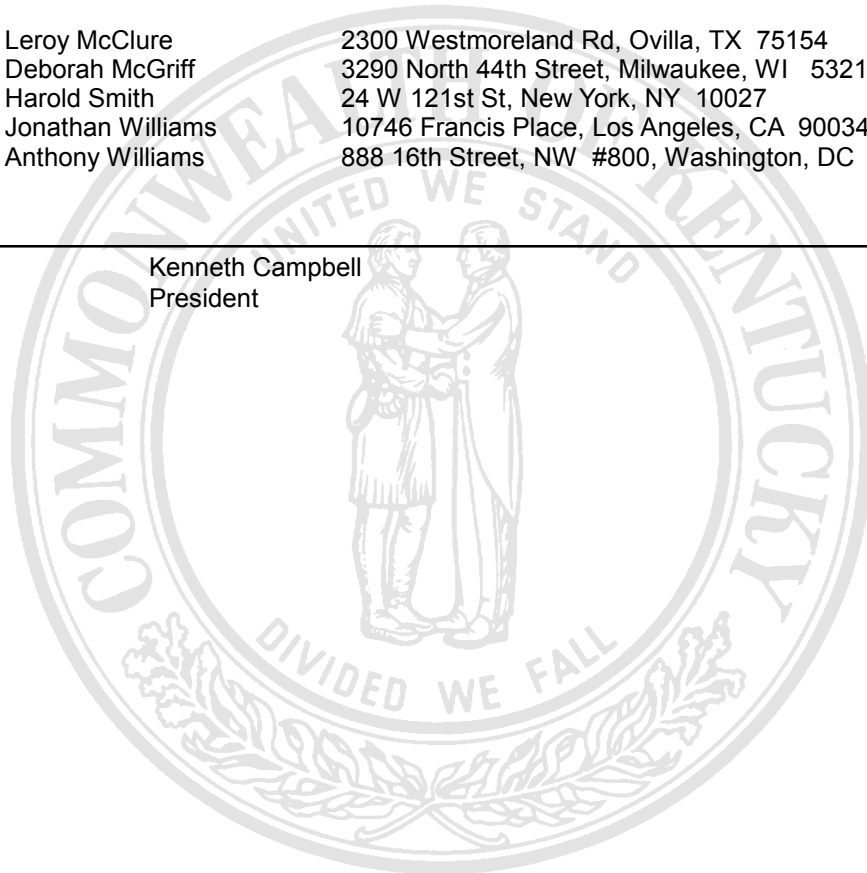 Leroy McClure 2300 Westmoreland Rd, Ovilla, TX 75154
Deborah McGriff 3290 North 44th Street, Milwaukee, WI 5321
Harold Smith 24 W 121st St, New York, NY 10027
Jonathan Williams 10746 Francis Place, Los Angeles, CA 90034
Anthony Williams 888 16th Street, NW #800, Washington, DC
Kenneth Campbell
President
COMMONWEALTH OF KENTUCKY
UNITED WE STAND
DIVIDED WE FALL